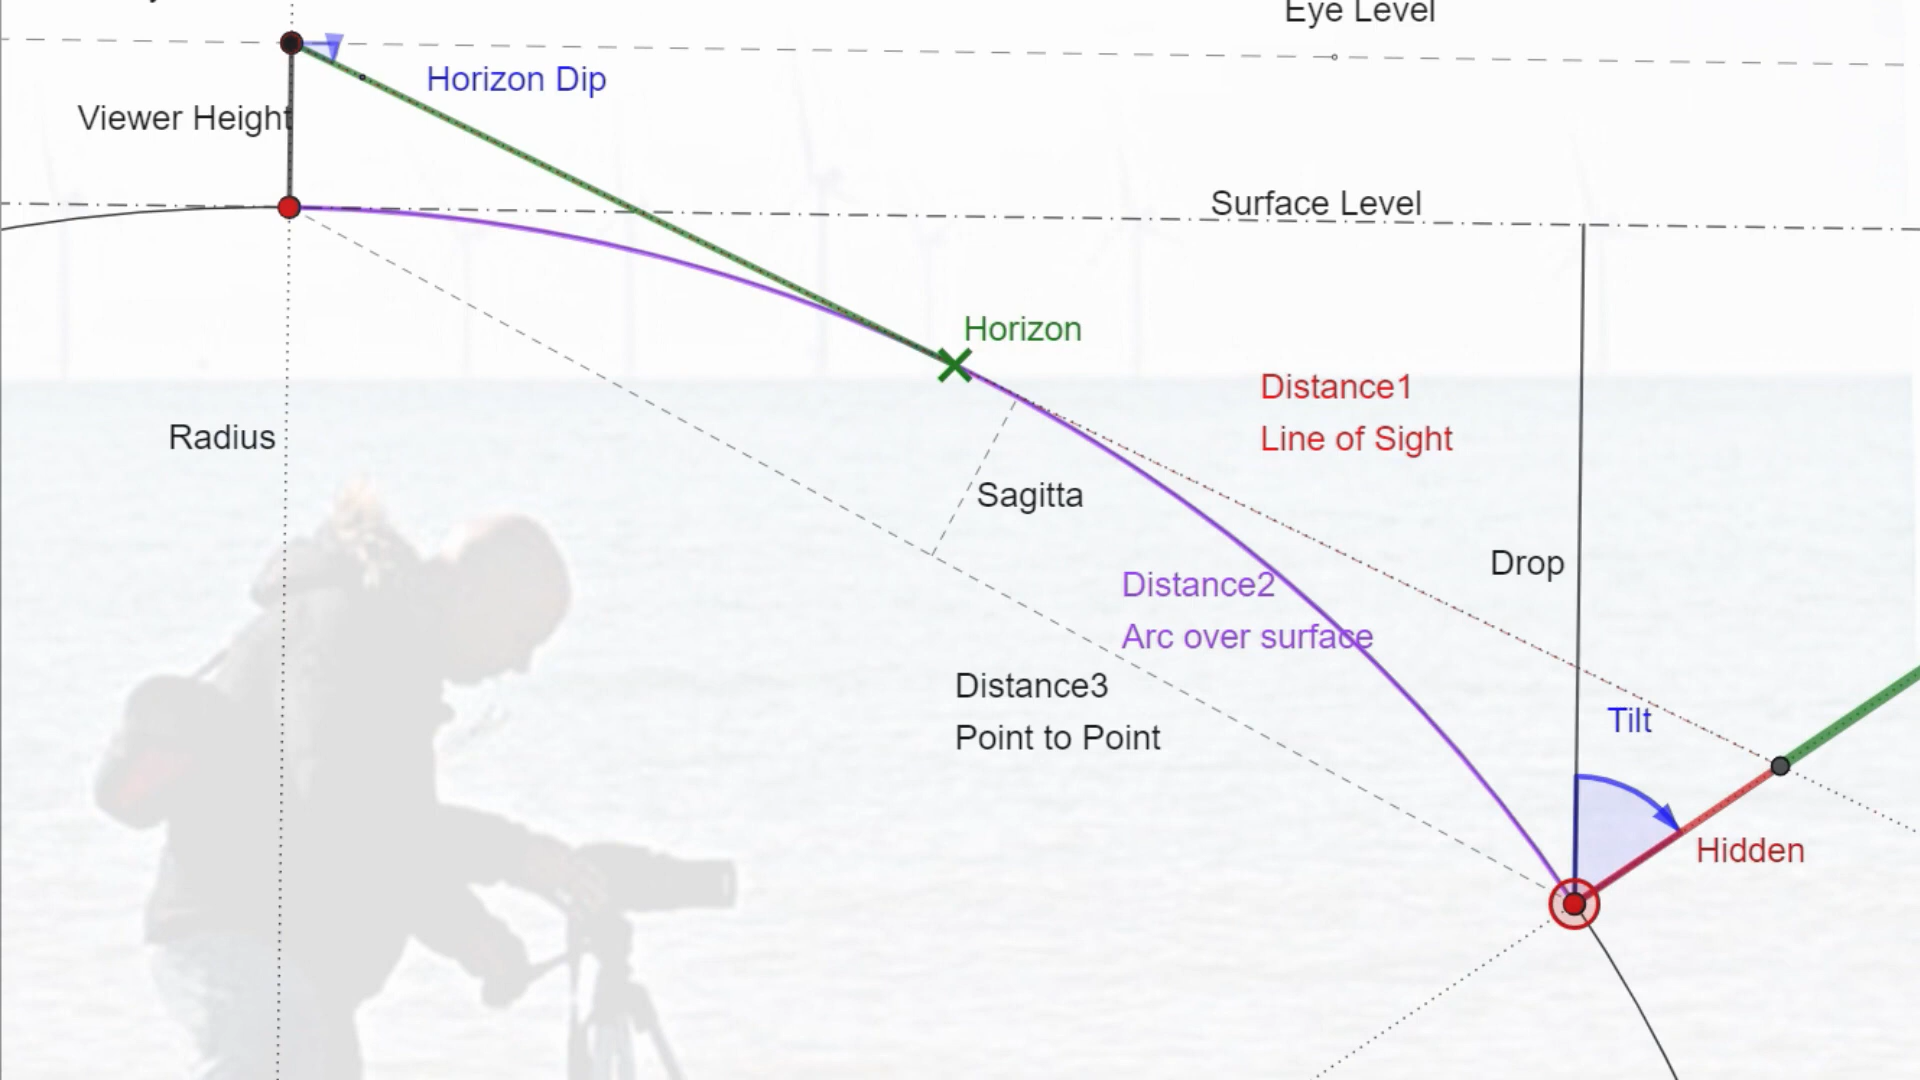 Eye Level
Horizon Dip
Viewer Height
Surface Level
Horizon
Distance1
Line of Sight
Radius
Sagitta
Drop
Distance2
Arc over surface
Distance3
Point to Point
Tilt
Hidden